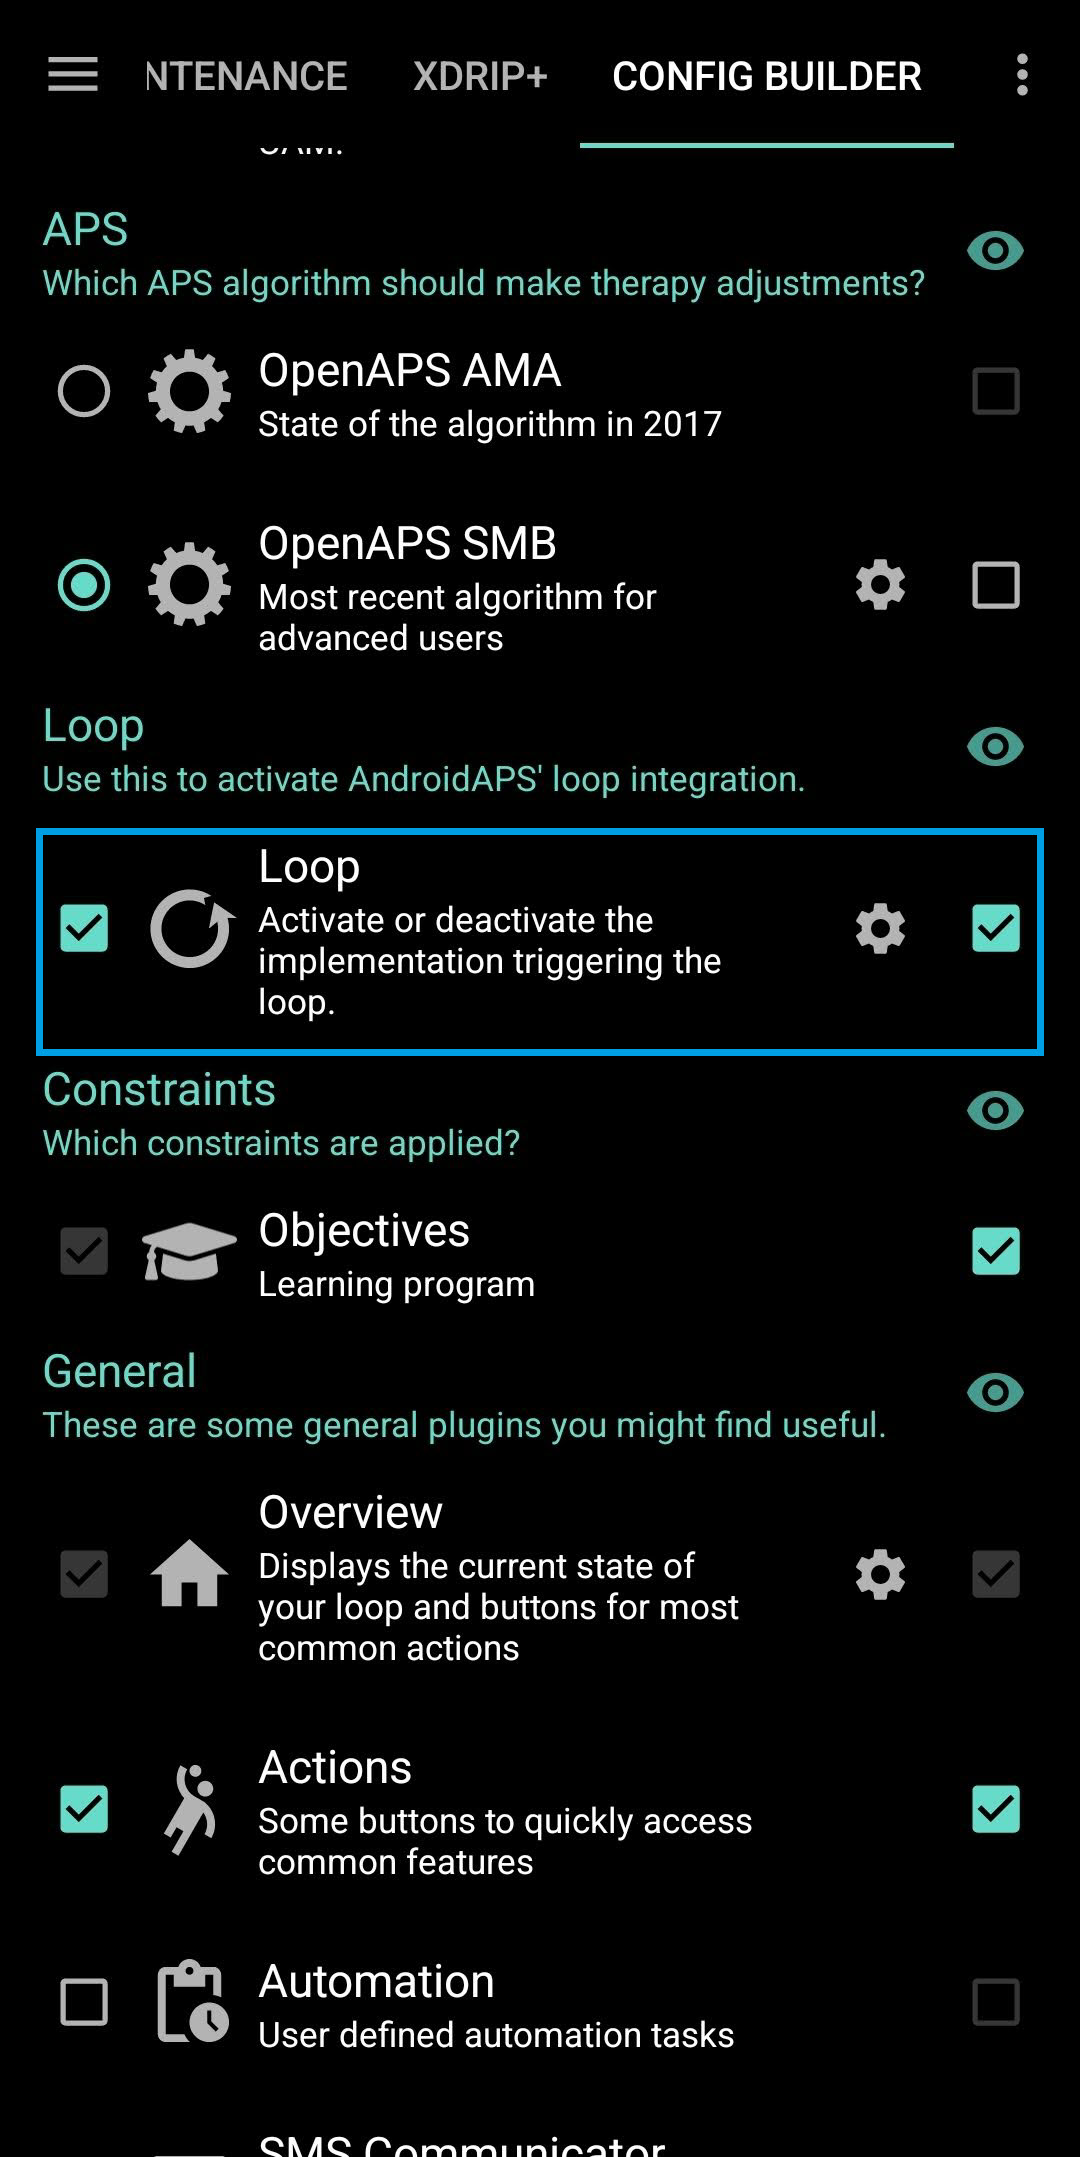 NTENANCE XDRIP+ CONFIG BUILDER
APS
Which APS algorithm should make therapy adjustments?
OpenAPS AMA
State of the algorithm in 2017
OpenAPS SMB
Most recent algorithm for
advanced users
Loop
Use this to activate AndroidAPS' loop integration.
Loop
Activate or deactivate the
implementation triggering the
loop.
Constraints
Which constraints are applied?
Objectives
Learning program
General
These are some general plugins you might find useful.
Overview
Displays the current state of
your loop and buttons for most
common actions
Actions
Some buttons to quickly access
common features
Automation
User defined automation tasks
SMS Communicator